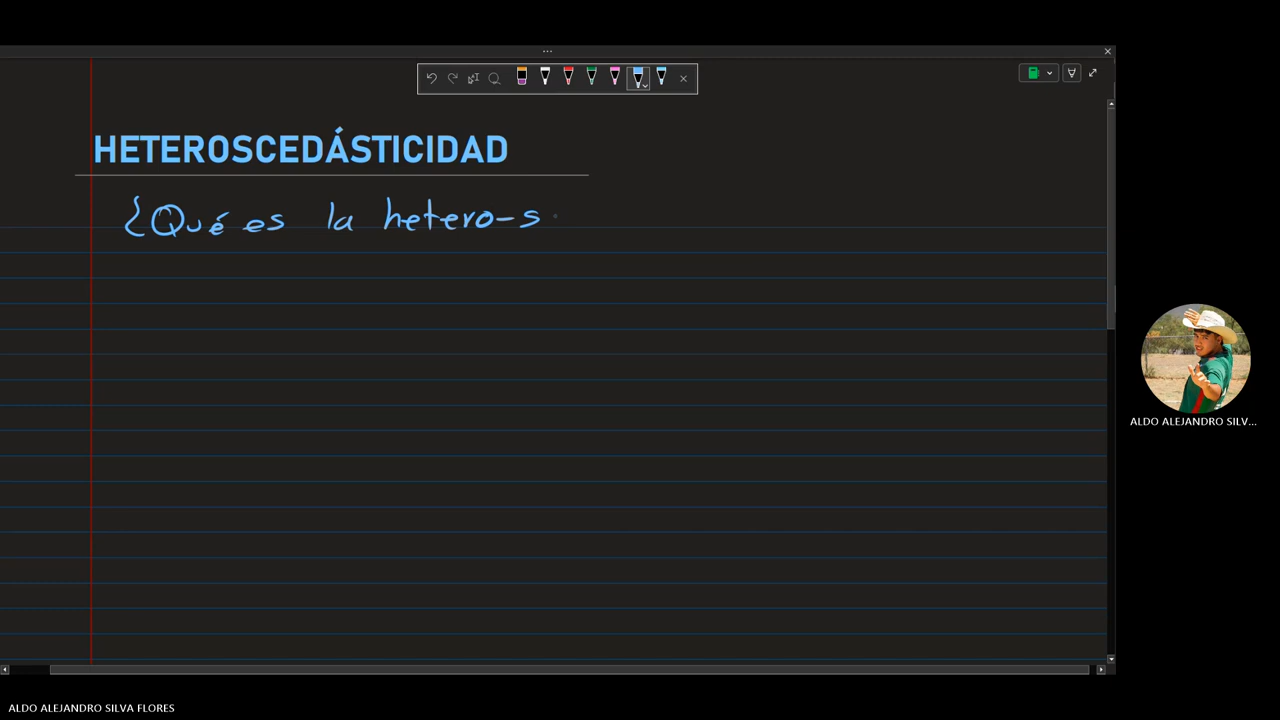 HETEROSCEDÁSTICIDAD
¿Qué es la hetero-s
ALDO ALEJANDRO SILV...
ALDO ALEJANDRO SILVA FLORES